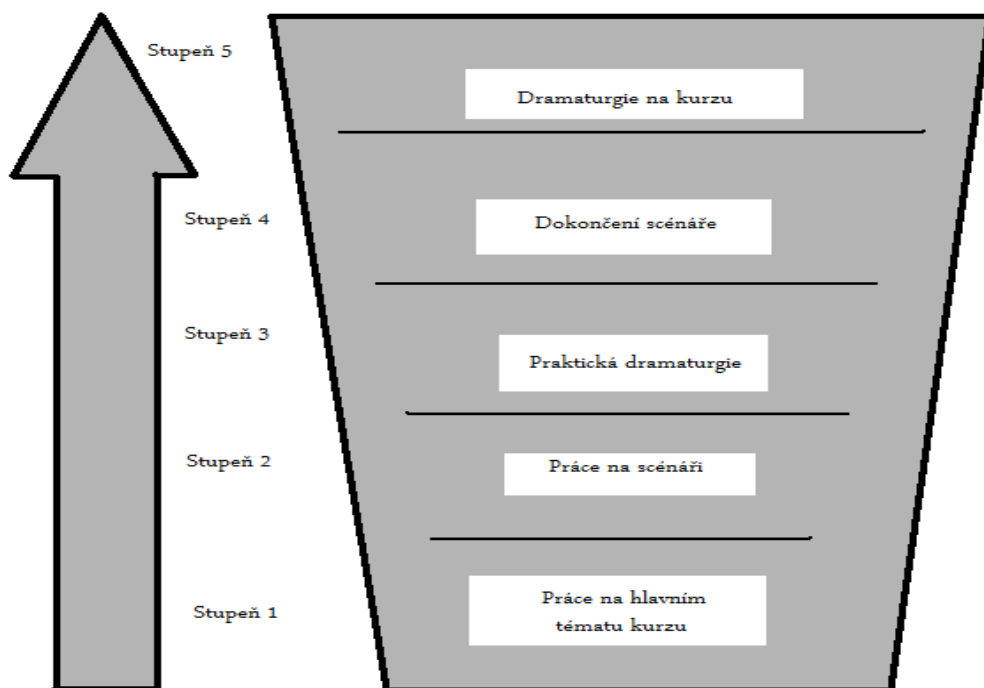 Stupeň 5
Dramaturgie na kurzu
Stupeň 4
Dokončení scénáře
Stupeň 3
Praktická dramaturgie
Stupeň 2
Práce na scénáři
Stupeň 1
Práce na hlavním
tématu kurzu